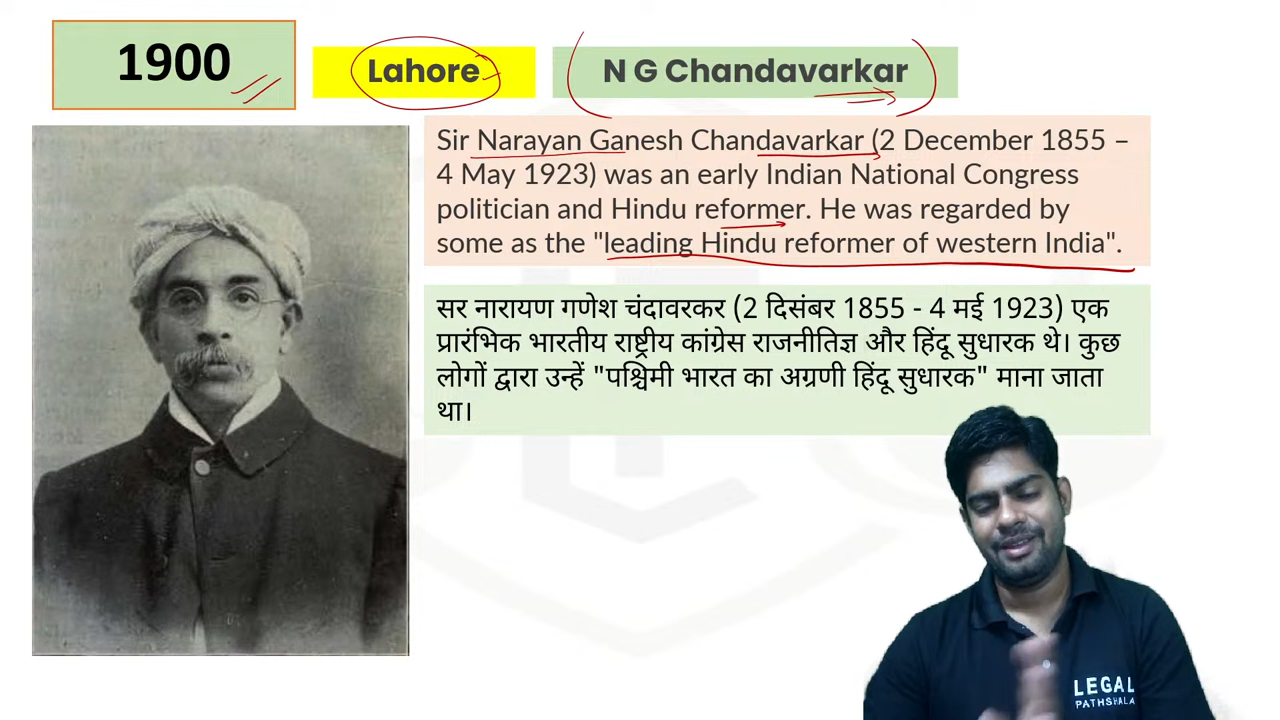 1900
Lahore
N G Chandavarkar
Sir Narayan Ganesh Chandavarkar (2 December 1855 –
4 May 1923) was an early Indian National Congress
politician and Hindu reformer. He was regarded by
some as the "leading Hindu reformer of western India".
सर नारायण गणेश चंदावरकर (2 दिसंबर 1855 - 4 मई 1923) एक
प्रारंभिक भारतीय राष्ट्रीय कांग्रेस राजनीतिज्ञ और हिंदू सुधारक थे। कुछ
लोगों द्वारा उन्हें "पश्चिमी भारत का अग्रणी हिंदू सुधारक" माना जाता
था।
LEGAL
PATHSHALA